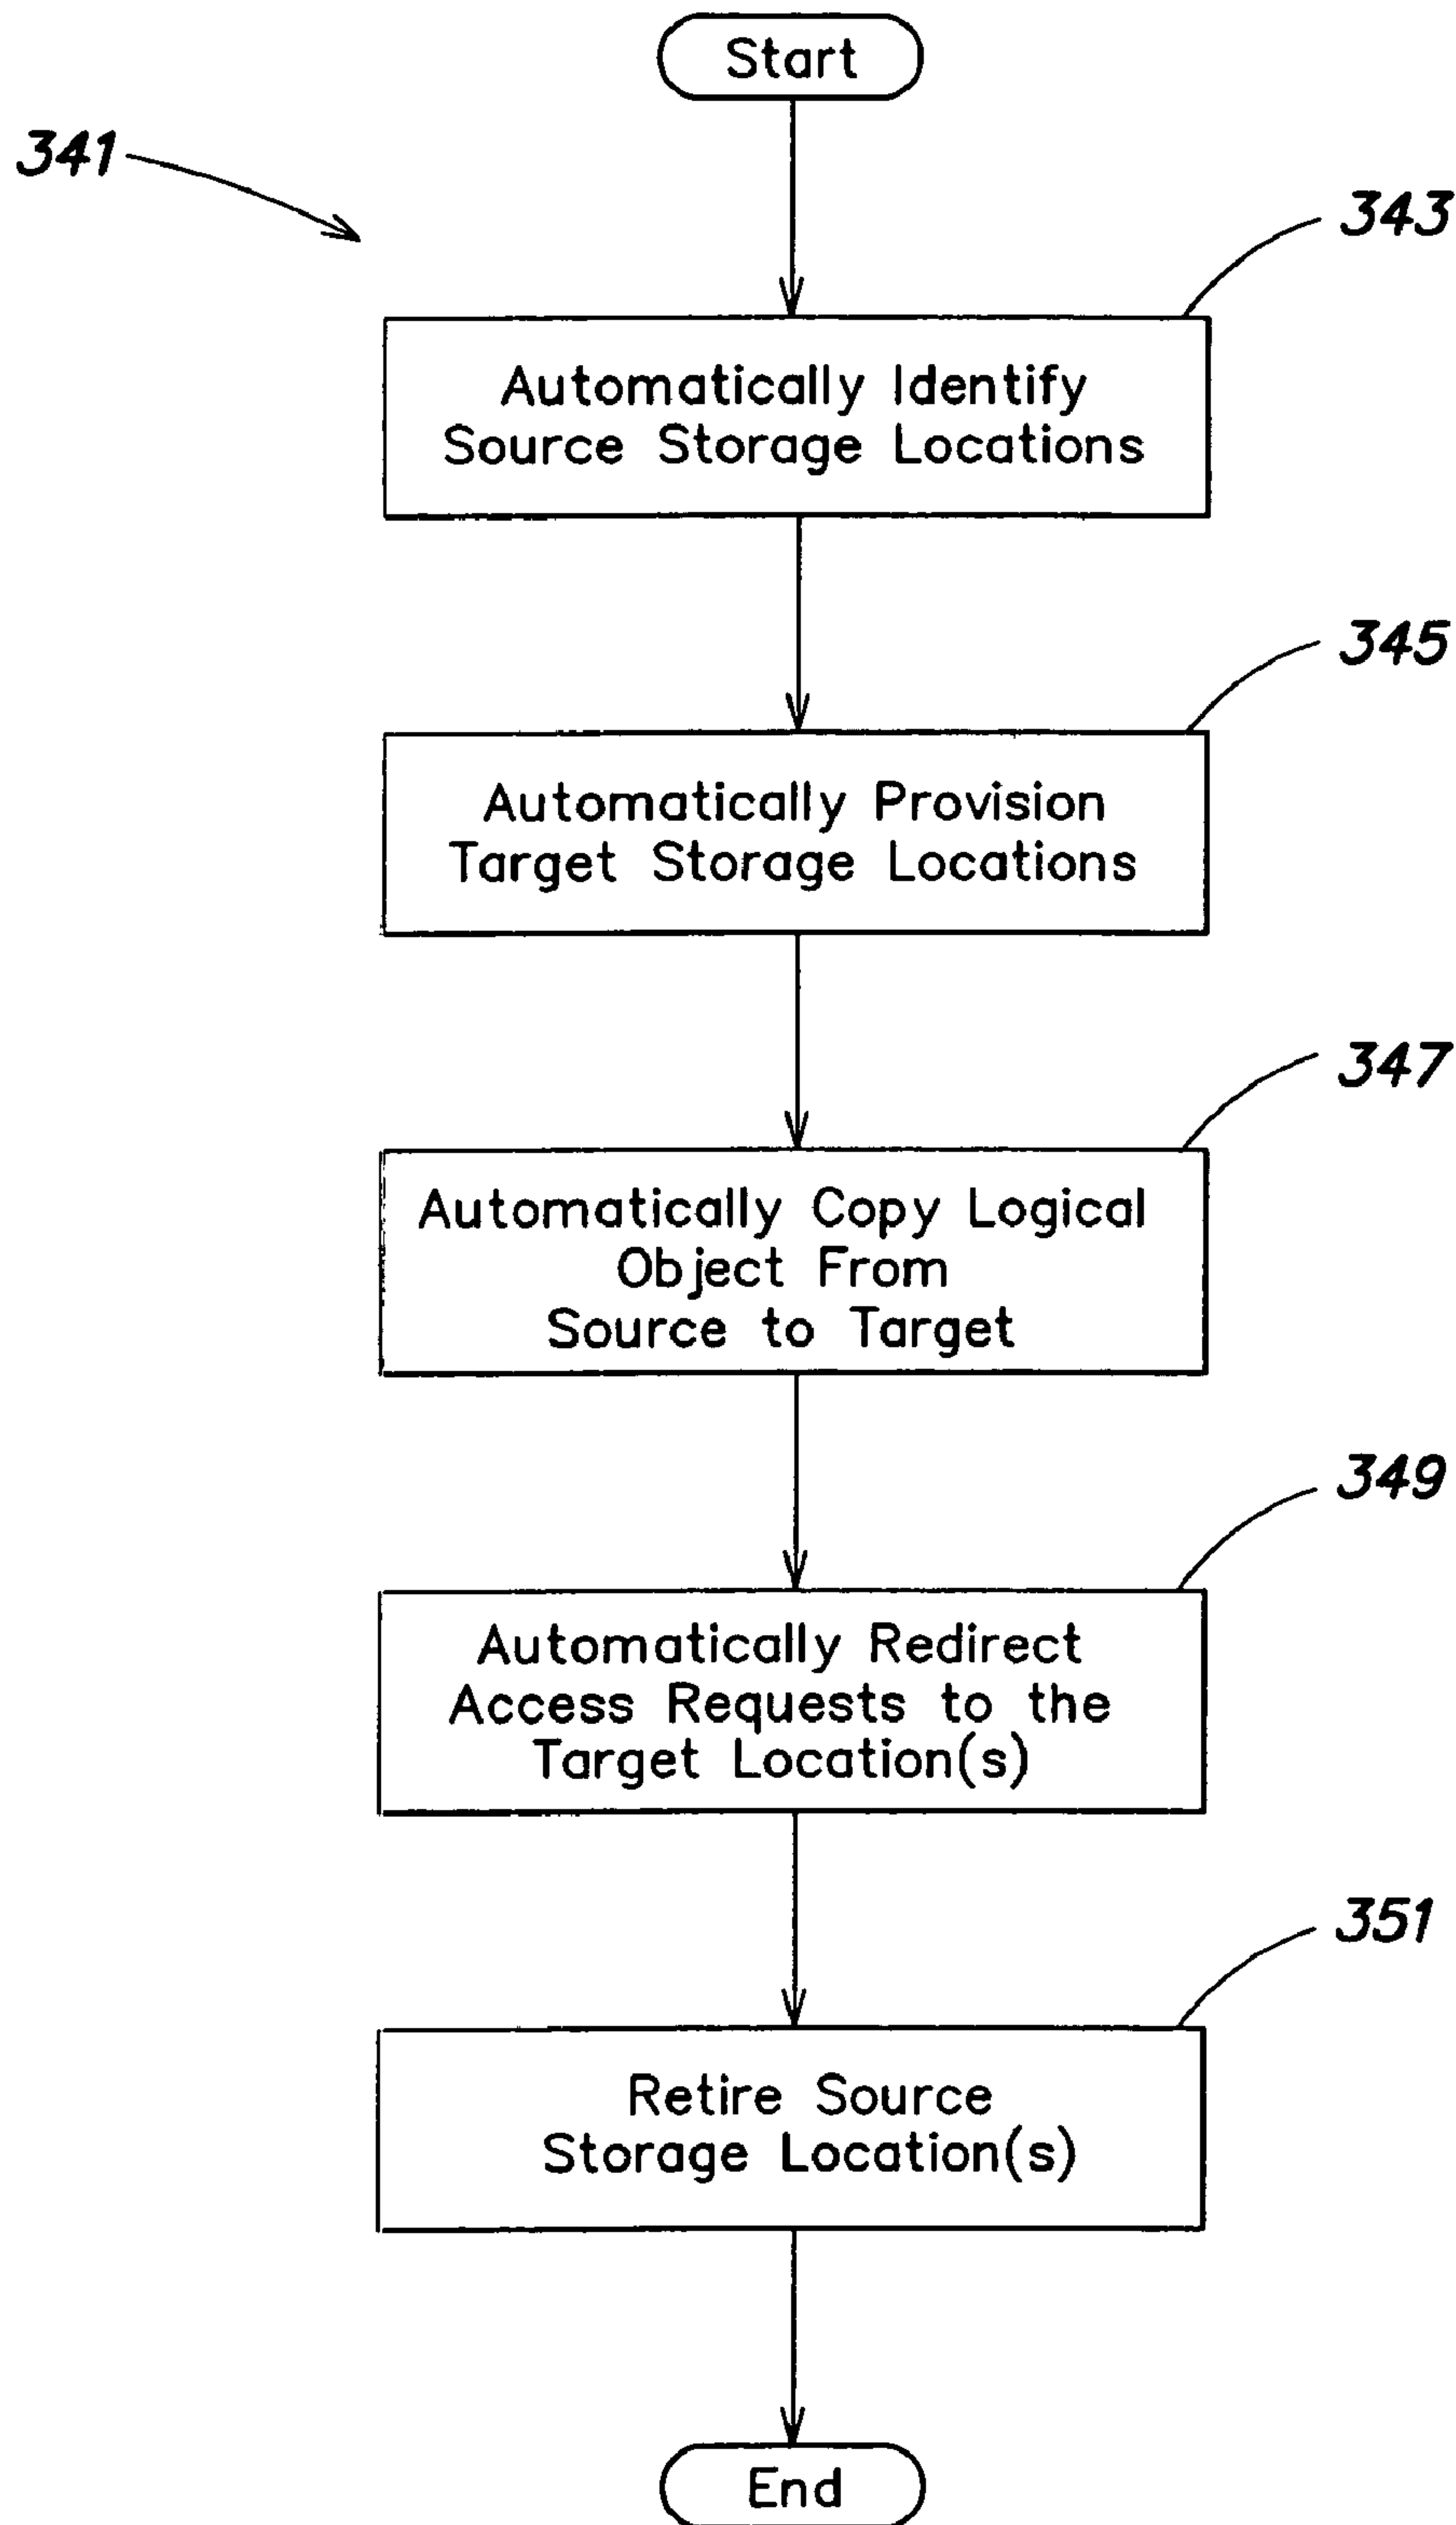 Start
341
343
Automatically Identify
Source Storage Locations
345
Automatically Provision
Target Storage Locations
347
Automatically Copy Logical
Object From
Source to Target
349
Automatically Redirect
Access Requests to the
Target Location(s)
351
Retire Source
Storage Location(s)
End